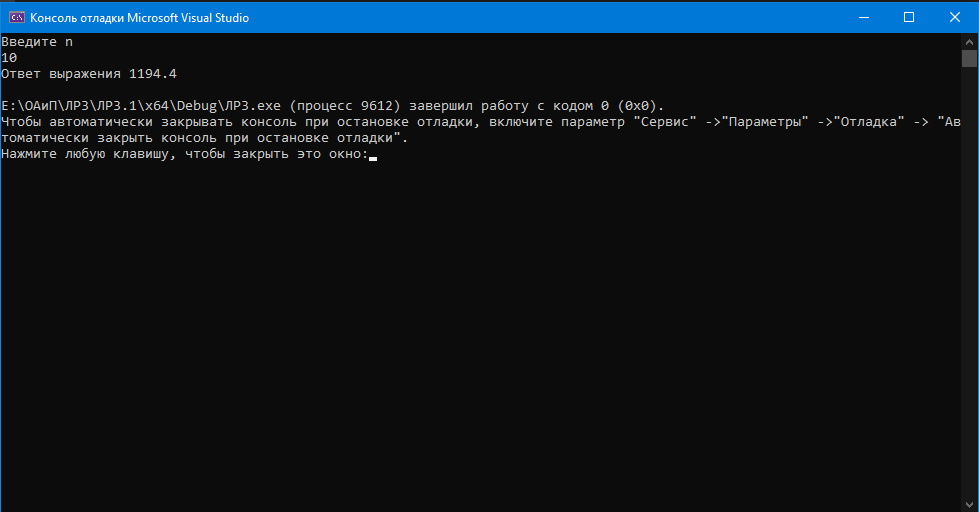 Консоль отладки Microsoft Visual Studio
Введите n
10
Ответ выражения 1194.4
E:\ОАиП\ЛР3\ЛР3.1\x64\Debug\ЛР3.exe (процесс 9612) завершил работу с кодом 0 (0x0).
Чтобы автоматически закрывать консоль при остановке отладки, включите параметр "Сервис" ->"Параметры" ->"Отладка" -> "Ав
томатически закрыть консоль при остановке отладки".
Нажмите любую клавишу, чтобы закрыть это окно: